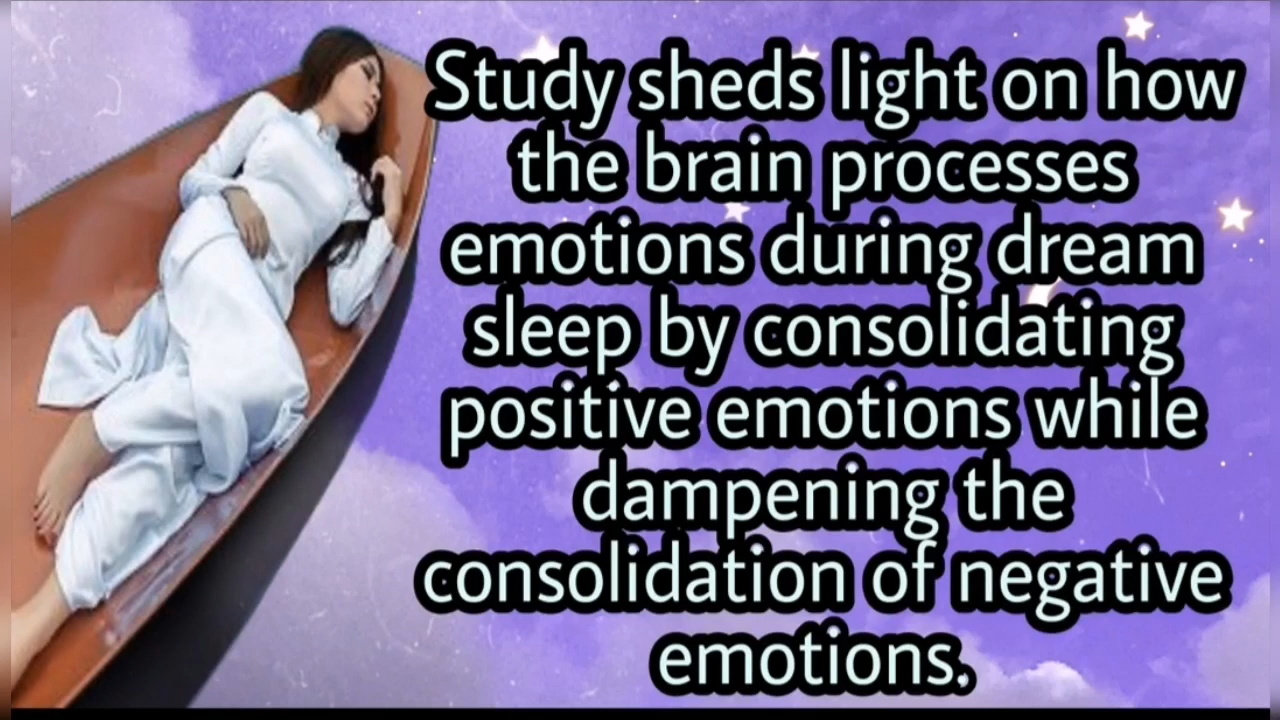 Study sheds light on how
the brain processes
emotions during dream
sleep by consolidating
positive emotions while
dampening the
consolidation of negative
emotions.